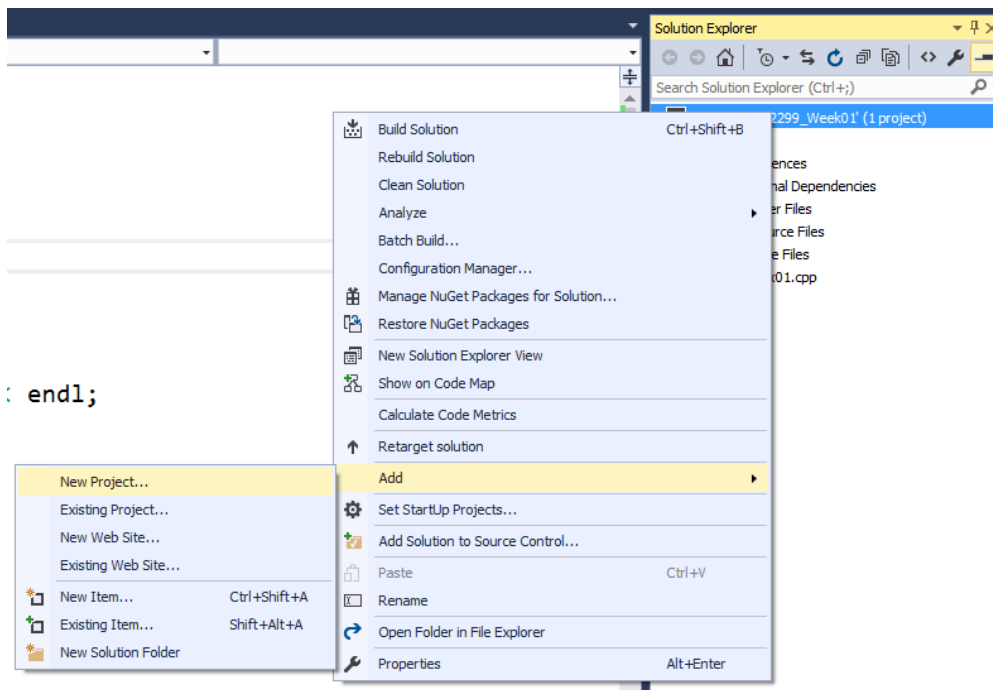 Solution Explorer
Search Solution Explorer (Ctrl+;)
2299_Week01' (1 project)
ences
nal Dependencies
er Files
urce Files
e Files
x01.cpp
endl;
Build Solution Ctrl+Shift+B
Rebuild Solution
Clean Solution
Analyze
Batch Build...
Configuration Manager...
Manage NuGet Packages for Solution...
Restore NuGet Packages
New Solution Explorer View
Show on Code Map
Calculate Code Metrics
Retarget solution
Add
Set StartUp Projects...
Add Solution to Source Control...
Paste Ctrl+V
Rename
Open Folder in File Explorer
Properties Alt+Enter
New Project...
Existing Project...
New Web Site...
Existing Web Site...
New Item... Ctrl+Shift+A
Existing Item... Shift+Alt+A
New Solution Folder